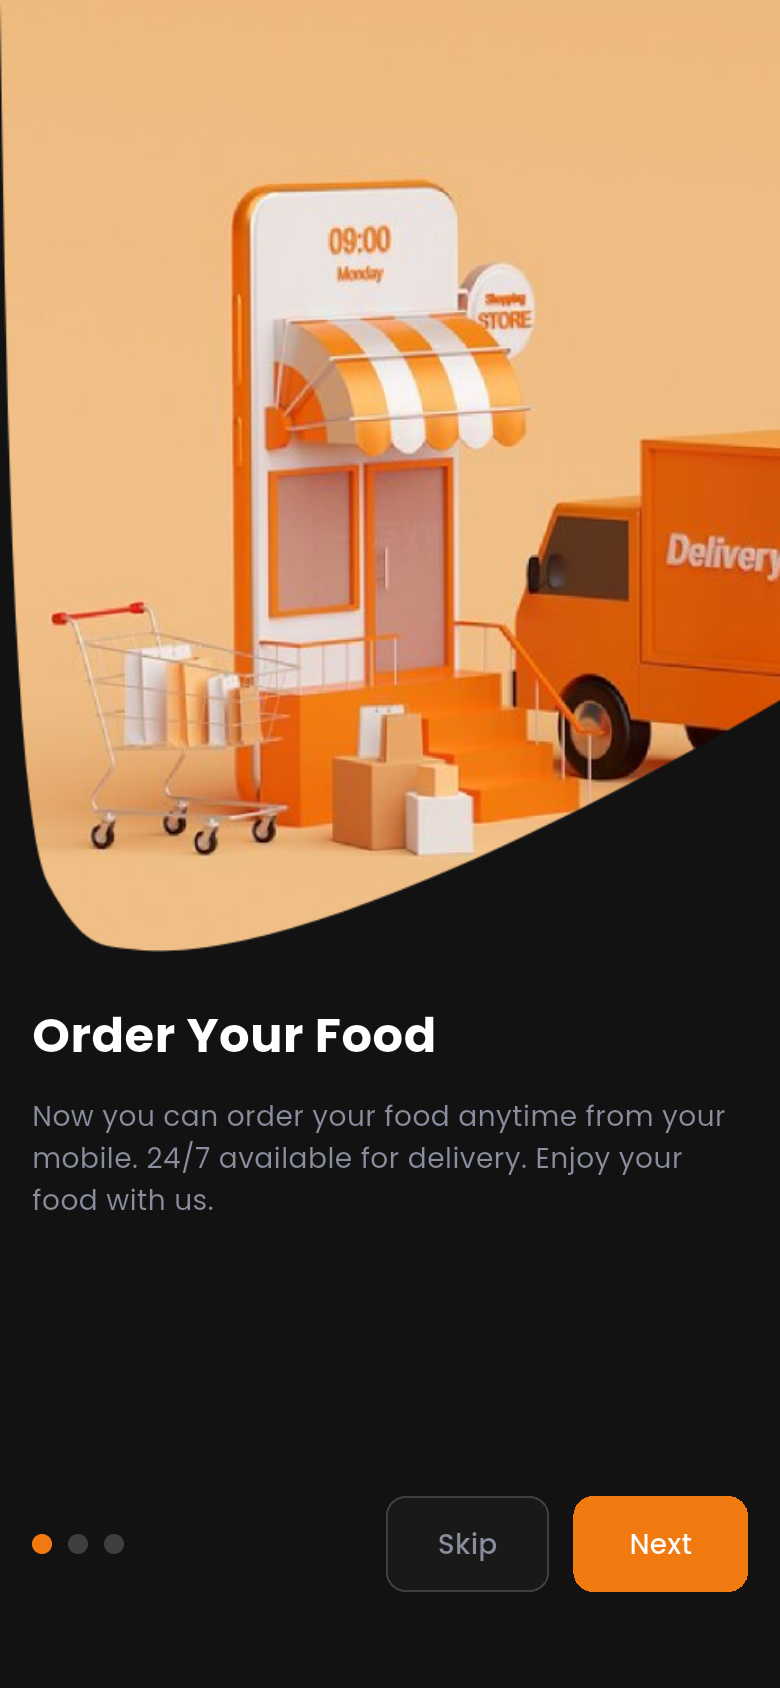 09:00
Monday
Shopping
STORE
Delivery
Order Your Food
Now you can order your food anytime from your
mobile. 24/7 available for delivery. Enjoy your
food with us.
Skip
Next